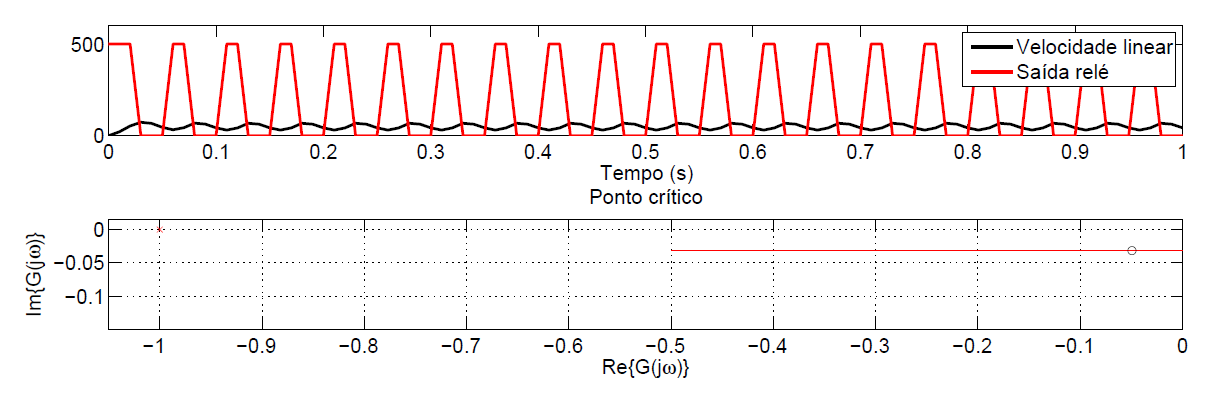 500
0
Velocidade linear
Saída relé
0 0.1 0.2 0.3 0.4 0.5 0.6 0.7 0.8 0.9 1
Tempo (s)
Ponto crítico
Im{G(jω)}
0
−0.05
−0.1
−1 −0.9 −0.8 −0.7 −0.6 −0.5 −0.4 −0.3 −0.2 −0.1 0
Re{G(jω)}